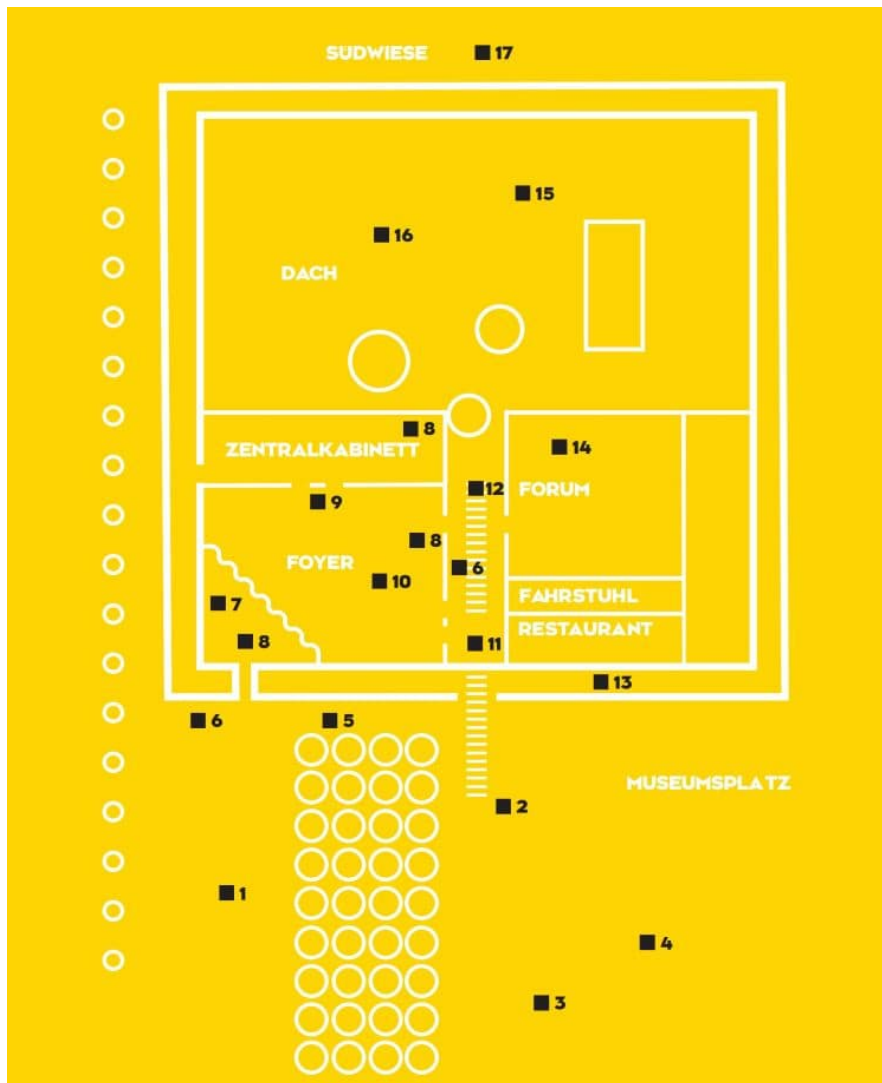 SÜDWIESE 17
15
16
DACH
8
ZENTRALKABINETT 14
12 FORUM
9
8
FOYER 6
10
FAHRSTUHL
7
RESTAURANT
8 11
13
6 5
MUSEUMSPLATZ
2
1
4
3